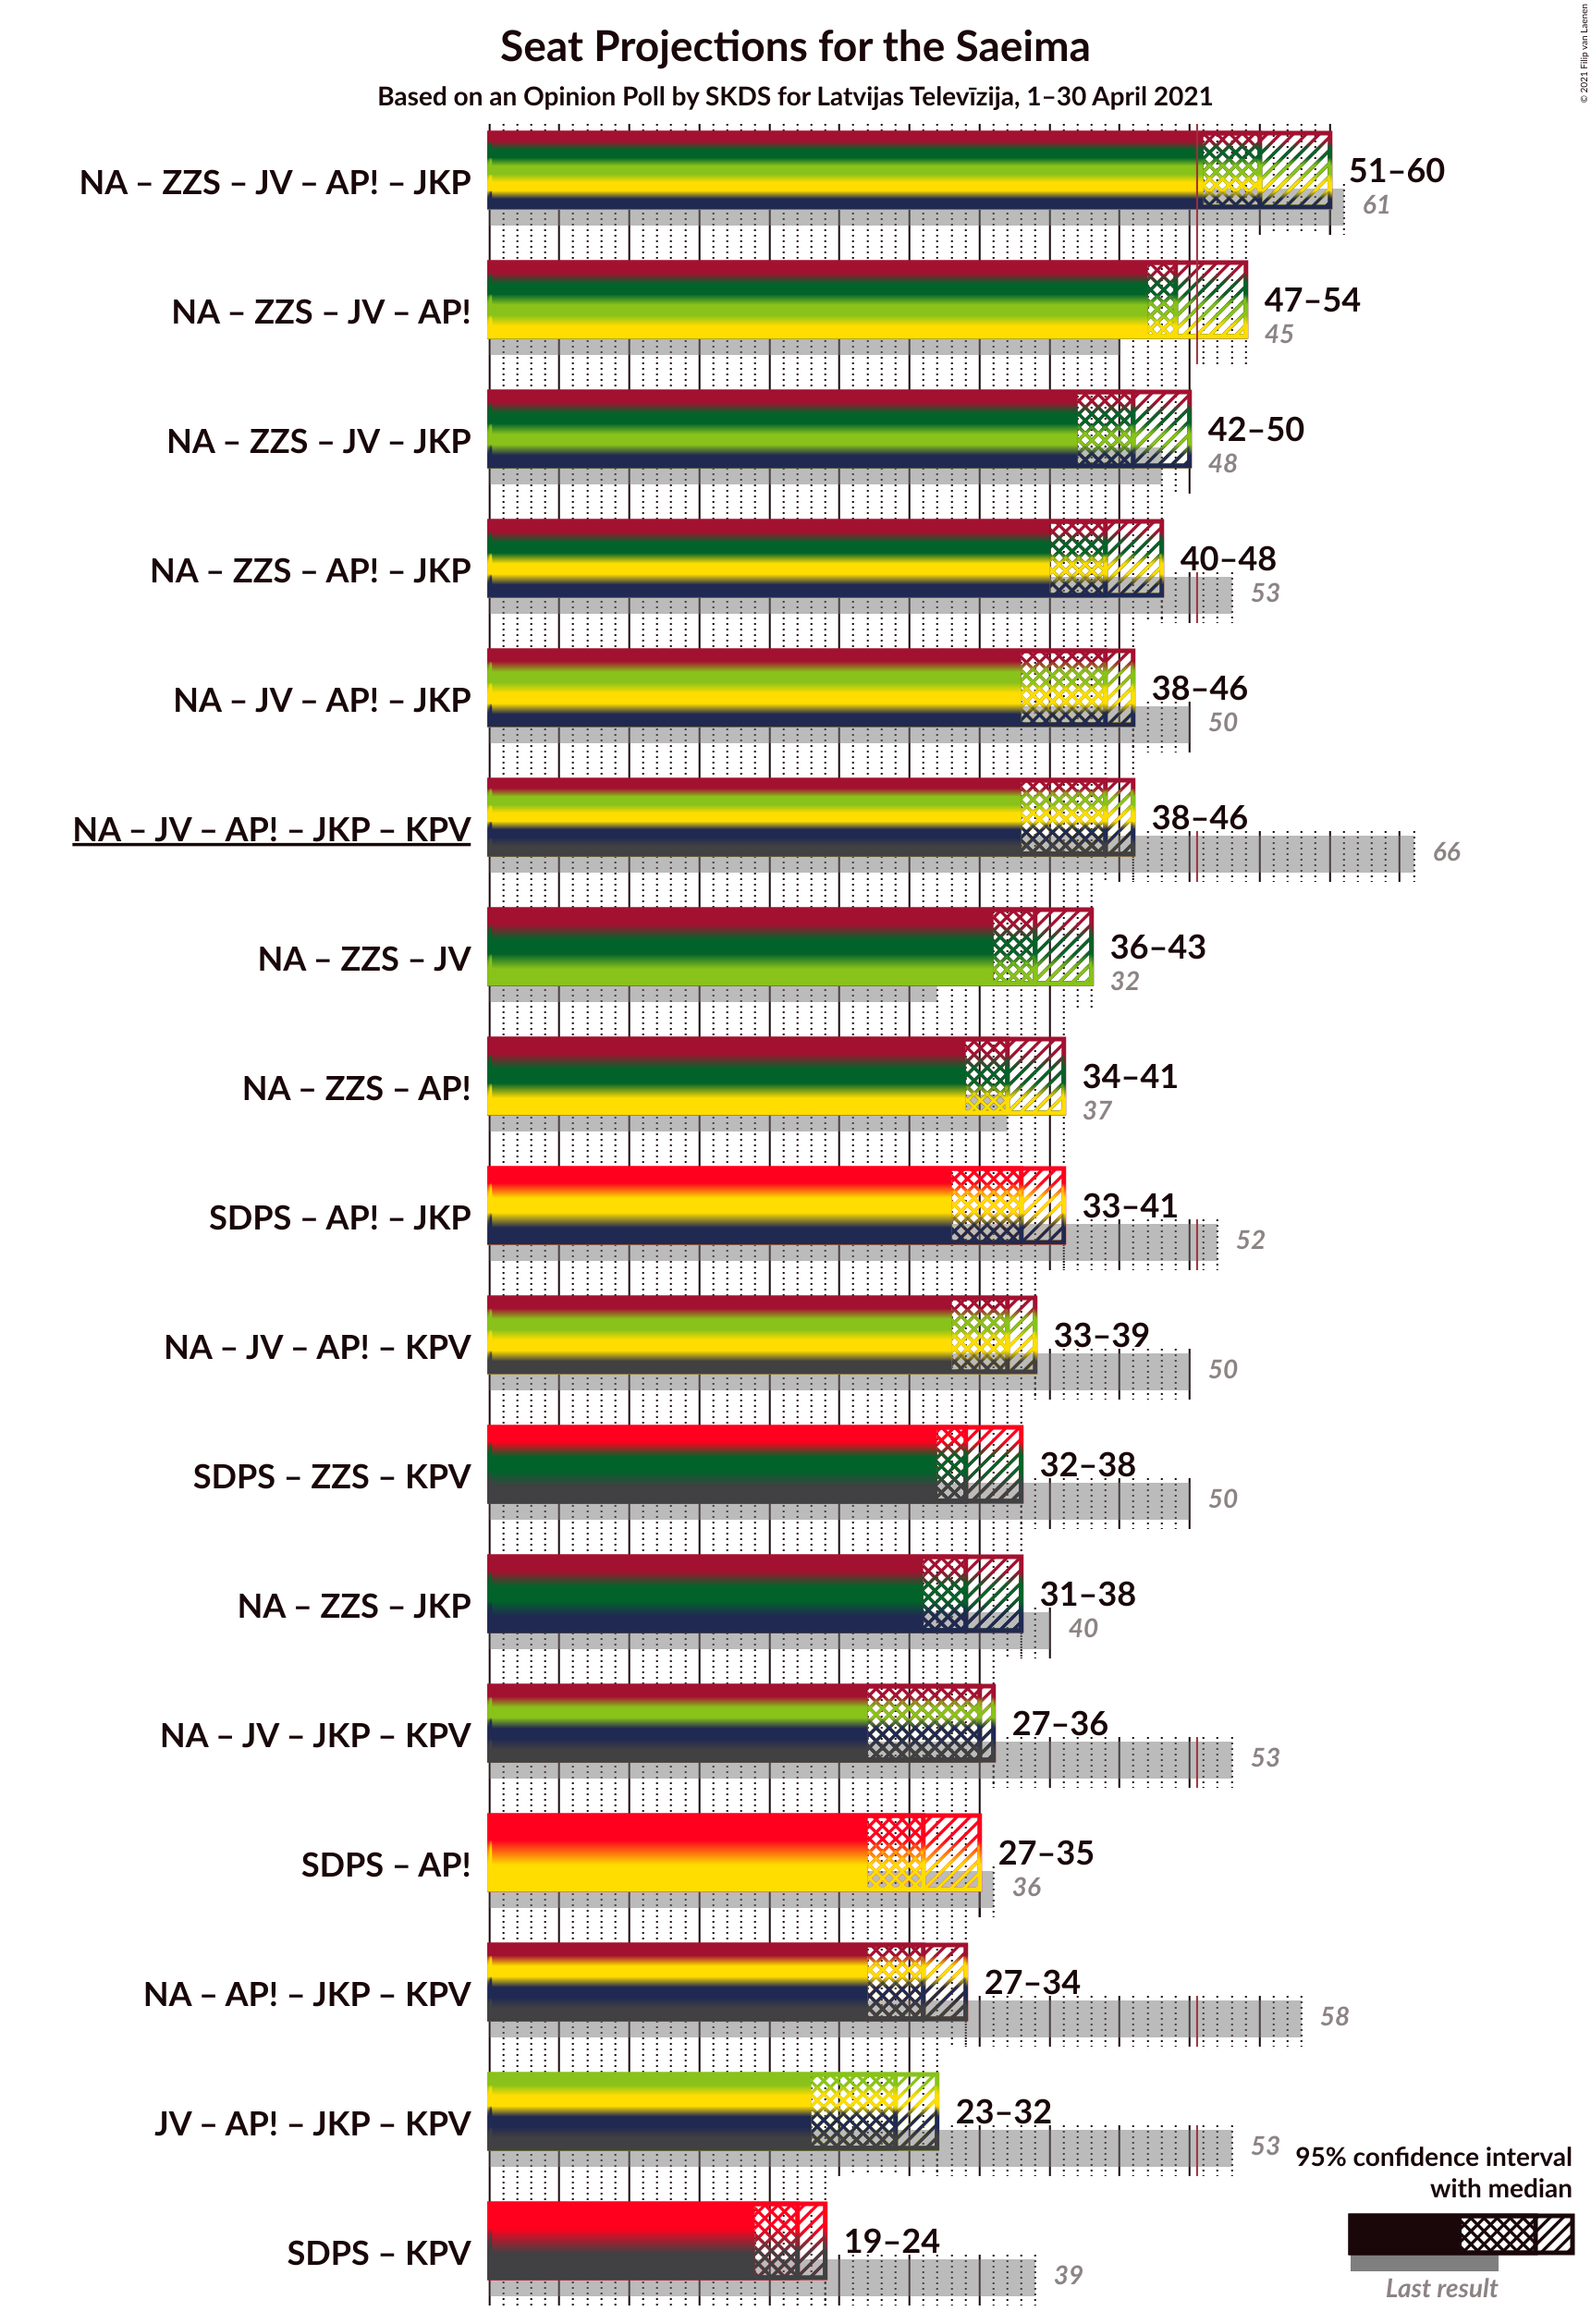 © 2021 Filip van Laenen
Seat Projections for the Saeima
Based on an Opinion Poll by SKDS for Latvijas Televīzija, 1–30 April 2021
NA – ZZS – JV – AP! – JKP
51–60
61
NA – ZZS – JV – AP!
47–54
45
NA – ZZS – JV – JKP
42–50
48
NA – ZZS – AP! – JKP
40–48
53
NA – JV – AP! – JKP
38–46
50
NA – JV – AP! – JKP – KPV
38–46
66
NA – ZZS – JV
36–43
32
NA – ZZS – AP!
34–41
37
SDPS – AP! – JKP
33–41
52
NA – JV – AP! – KPV
33–39
50
SDPS – ZZS – KPV
32–38
50
NA – ZZS – JKP
31–38
40
NA – JV – JKP – KPV
27–36
53
SDPS – AP!
27–35
36
NA – AP! – JKP – KPV
27–34
58
JV – AP! – JKP – KPV
23–32
53
SDPS – KPV
19–24
39
95% confidence interval
with median
Last result